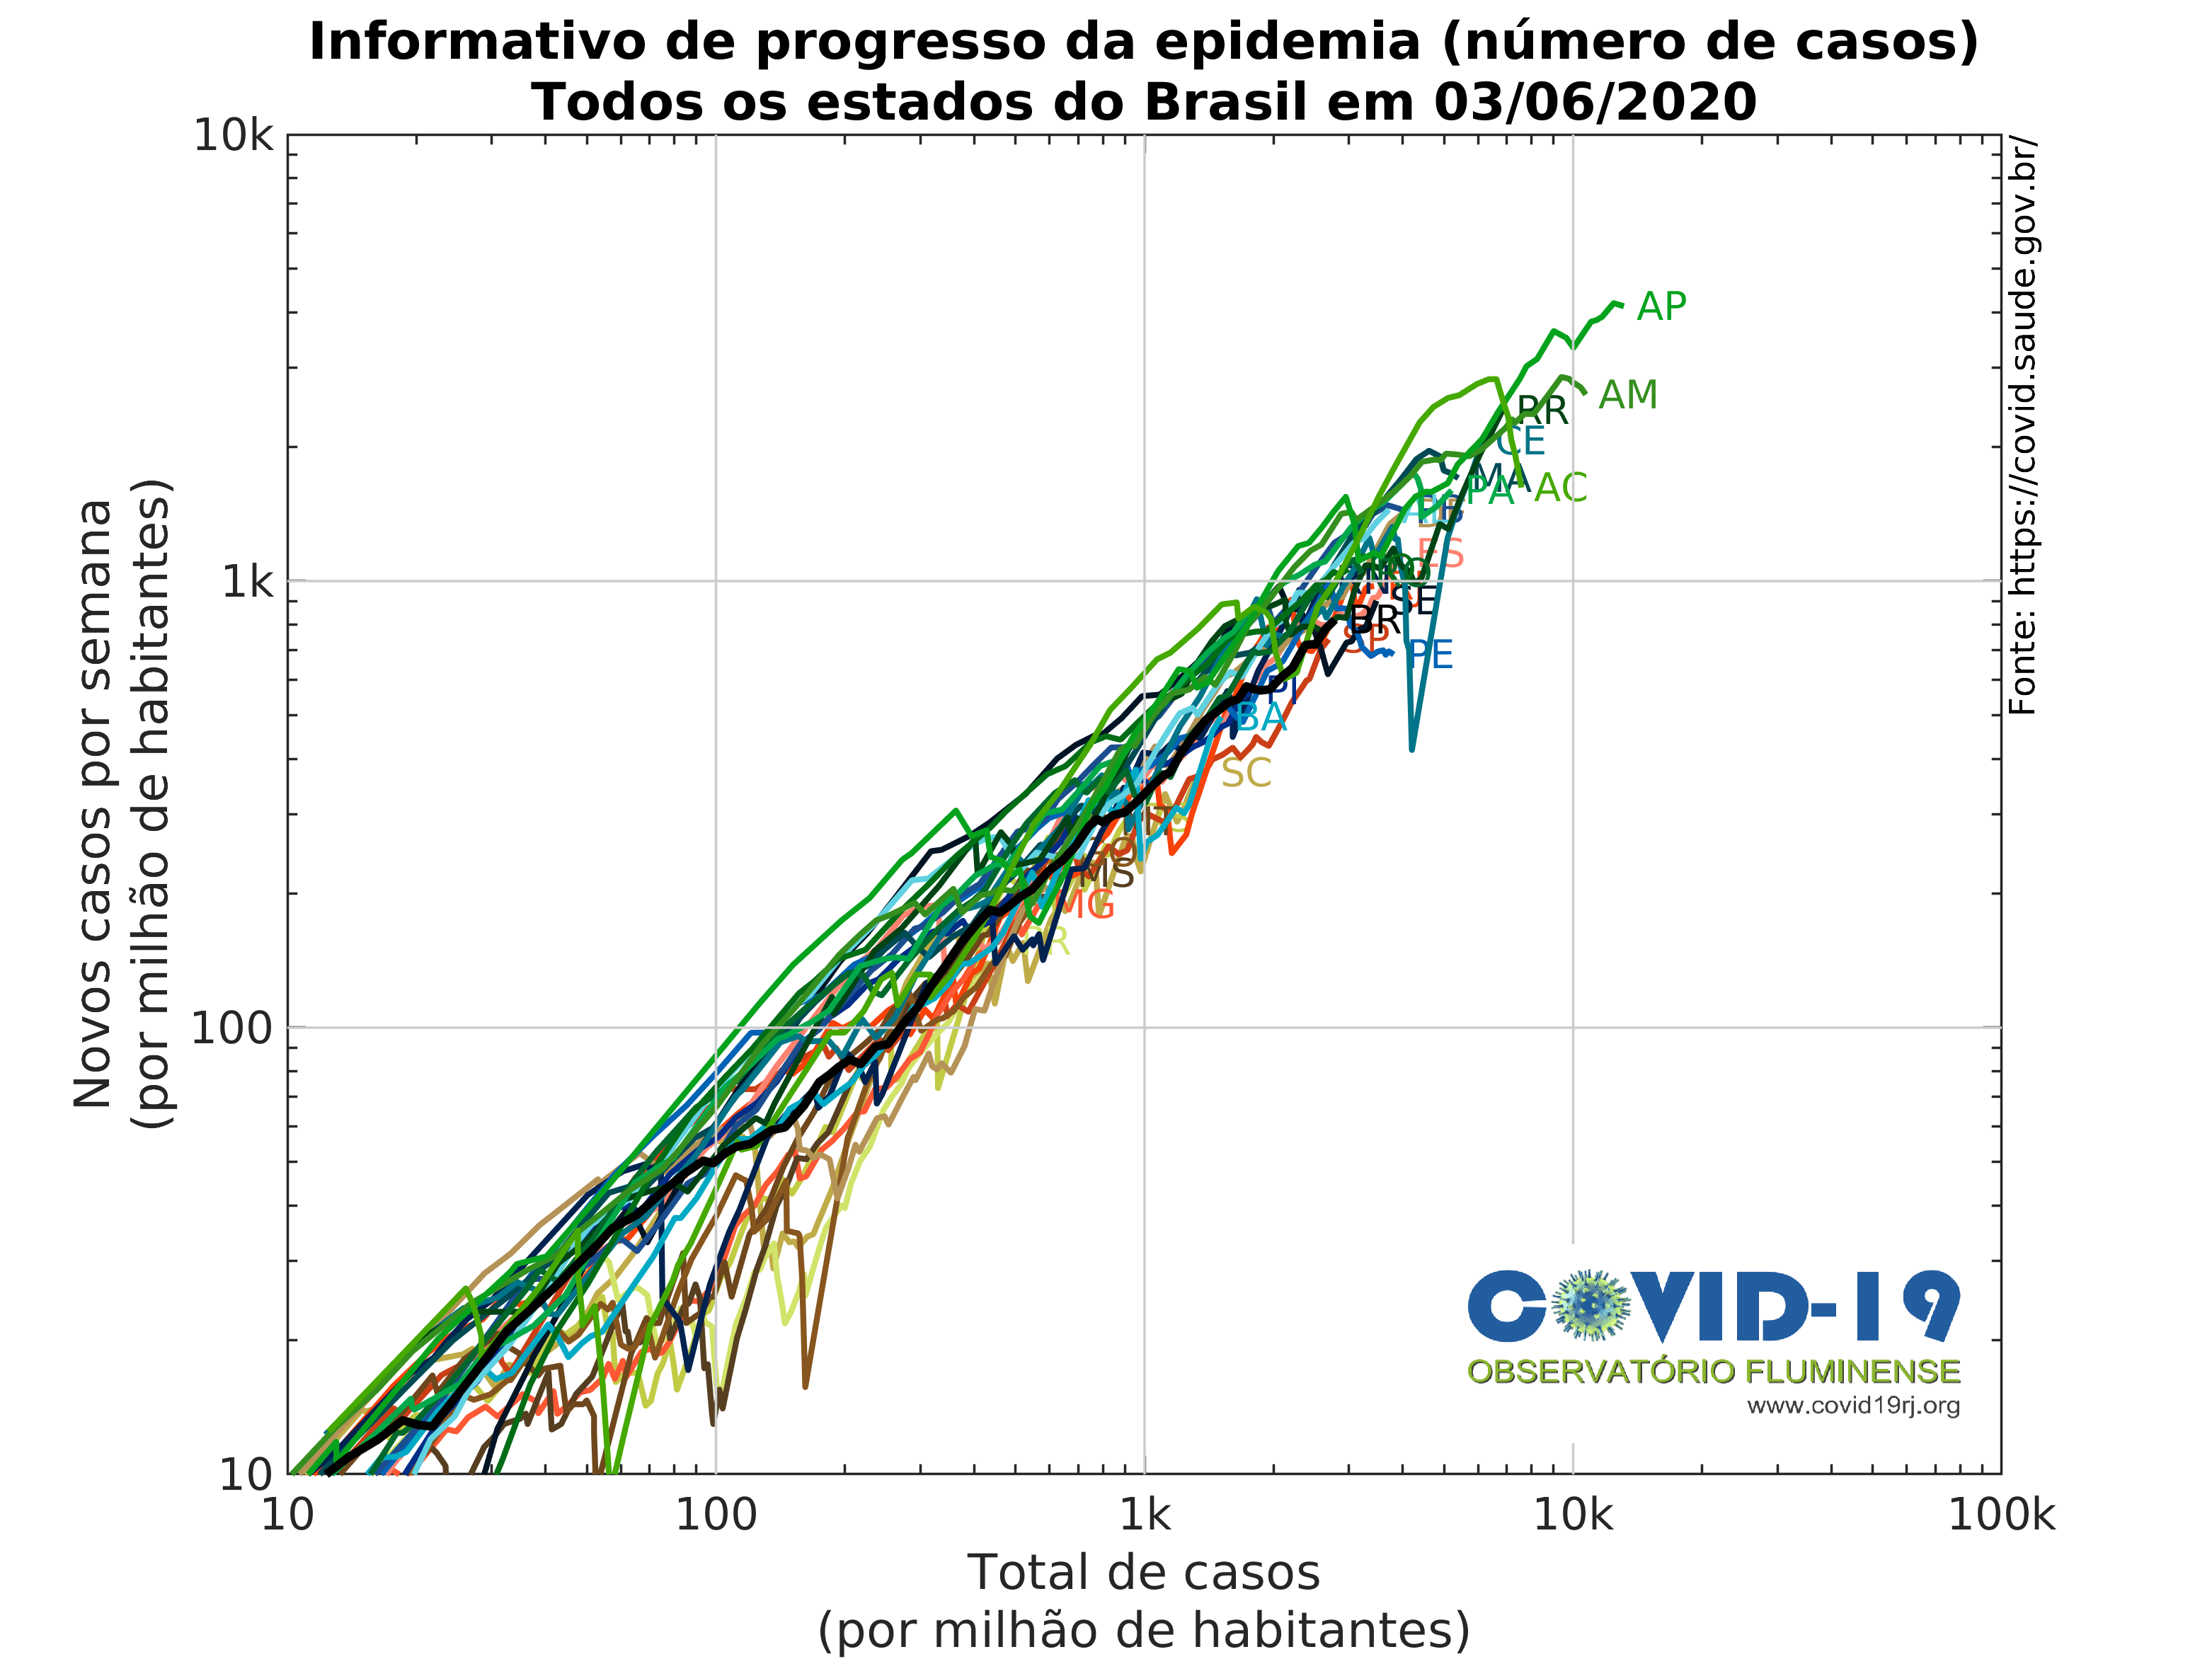 Informativo de progresso da epidemia (número de casos)
Todos os estados do Brasil em 03/06/2020
Fonte: https://covid.saude.gov.br/
Novos casos por semana
(por milhão de habitantes)
10k
1k
100
10
AP
AM
RR
CE
MA
PA
AC
ES
SE
BR
SP
PE
PI
BA
SC
MS
MG
10
100
1k
10k
100k
Total de casos
(por milhão de habitantes)
COVID-19
OBSERVATÓRIO FLUMINENSE
www.covid19rj.org